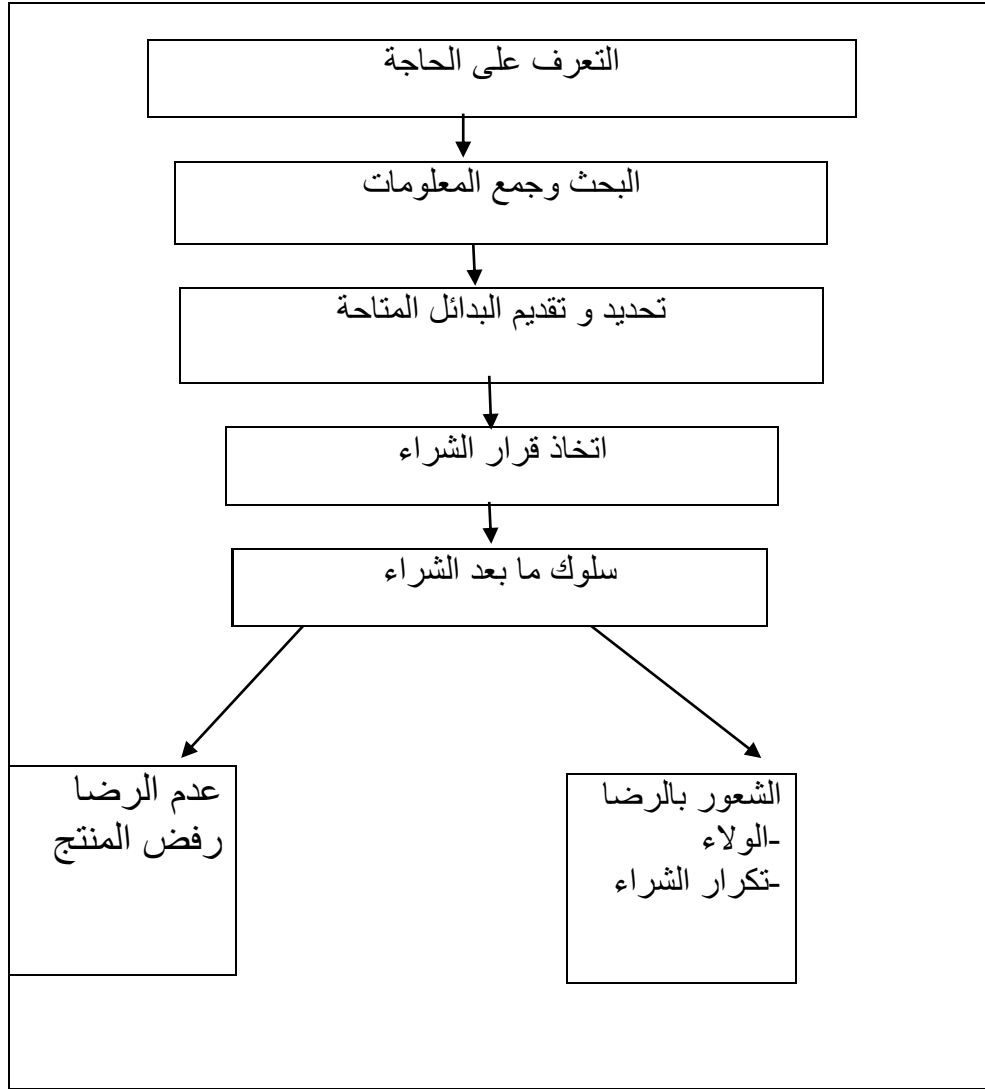 التعرف على الحاجة
البحث وجمع المعلومات
تحديد و تقديم البدائل المتاحة
اتخاذ قرار الشراء
سلوك ما بعد الشراء
الشعور بالرضا
-الولاء
-تكرار الشراء
عدم الرضا
رفض المنتج